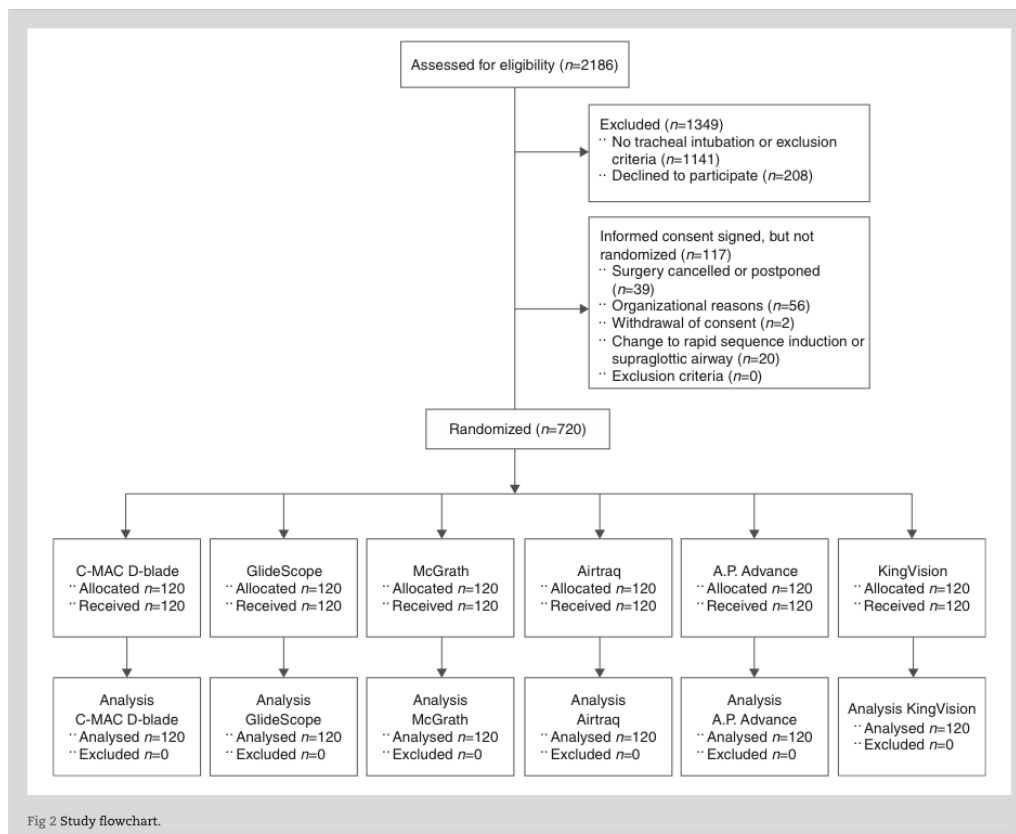 Assessed for eligibility (n=2186)
Excluded (n=1349)
·· No tracheal intubation or exclusion
criteria (n=1141)
·· Declined to participate (n=208)
Informed consent signed, but not
randomized (n=117)
·· Surgery cancelled or postponed
(n=39)
·· Organizational reasons (n=56)
·· Withdrawal of consent (n=2)
·· Change to rapid sequence induction or
supraglottic airway (n=20)
·· Exclusion criteria (n=0)
Randomized (n=720)
C-MAC D-blade
·· Allocated n=120
·· Received n=120
GlideScope
·· Allocated n=120
·· Received n=120
McGrath
·· Allocated n=120
·· Received n=120
Airtraq
·· Allocated n=120
·· Received n=120
A.P. Advance
·· Allocated n=120
·· Received n=120
KingVision
·· Allocated n=120
·· Received n=120
Analysis
C-MAC D-blade
·· Analysed n=120
·· Excluded n=0
Analysis
GlideScope
·· Analysed n=120
·· Excluded n=0
Analysis
McGrath
·· Analysed n=120
·· Excluded n=0
Analysis
Airtraq
·· Analysed n=120
·· Excluded n=0
Analysis
A.P. Advance
·· Analysed n=120
·· Excluded n=0
Analysis KingVision
·· Analysed n=120
·· Excluded n=0
Fig 2 Study flowchart.